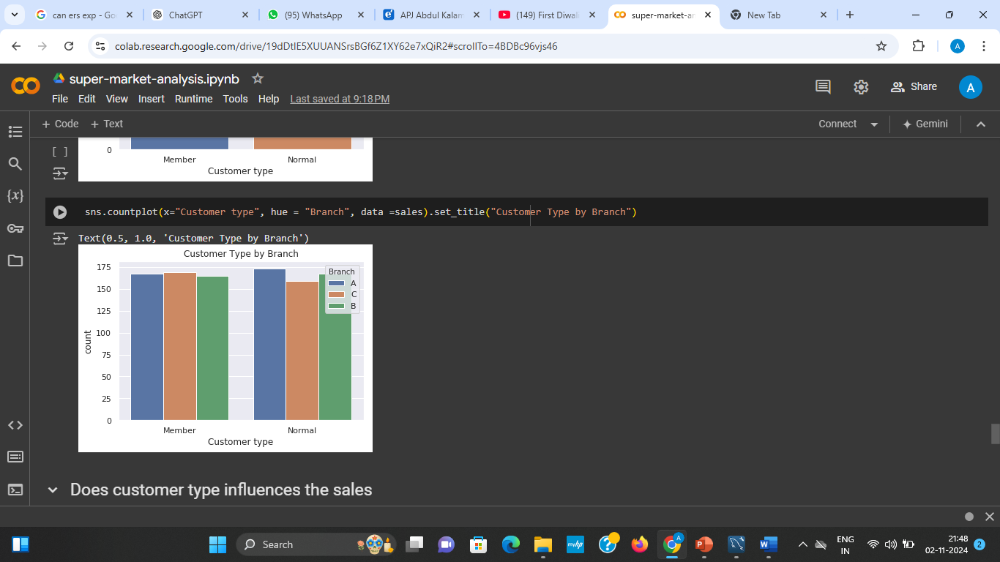 can ers exp - Go
ChatGPT
(95) WhatsApp
APJ Abdul Kalam
(149) First Diwali
super-market-an
New Tab
colab.research.google.com/drive/19dDtIE5XUUANSrsBGf6Z1XY62e7xQiR2#scrollTo=4BDBc96vjs46
A
super-market-analysis.ipynb
File Edit View Insert Runtime Tools Help Last saved at 9:18 PM
Share
A
+ Code + Text
Connect
Gemini
[ ]
0
Member Normal
Customer type
{x}
sns.countplot(x="Customer type", hue = "Branch", data =sales).set_title("Customer Type by Branch")
Text(0.5, 1.0, 'Customer Type by Branch')
Customer Type by Branch
175
150
125
100
75
50
25
0
count
Branch
A
C
B
Member Normal
Customer type
Does customer type influences the sales
Search
myhp
A
ENG
IN
21:48
02-11-2024
2